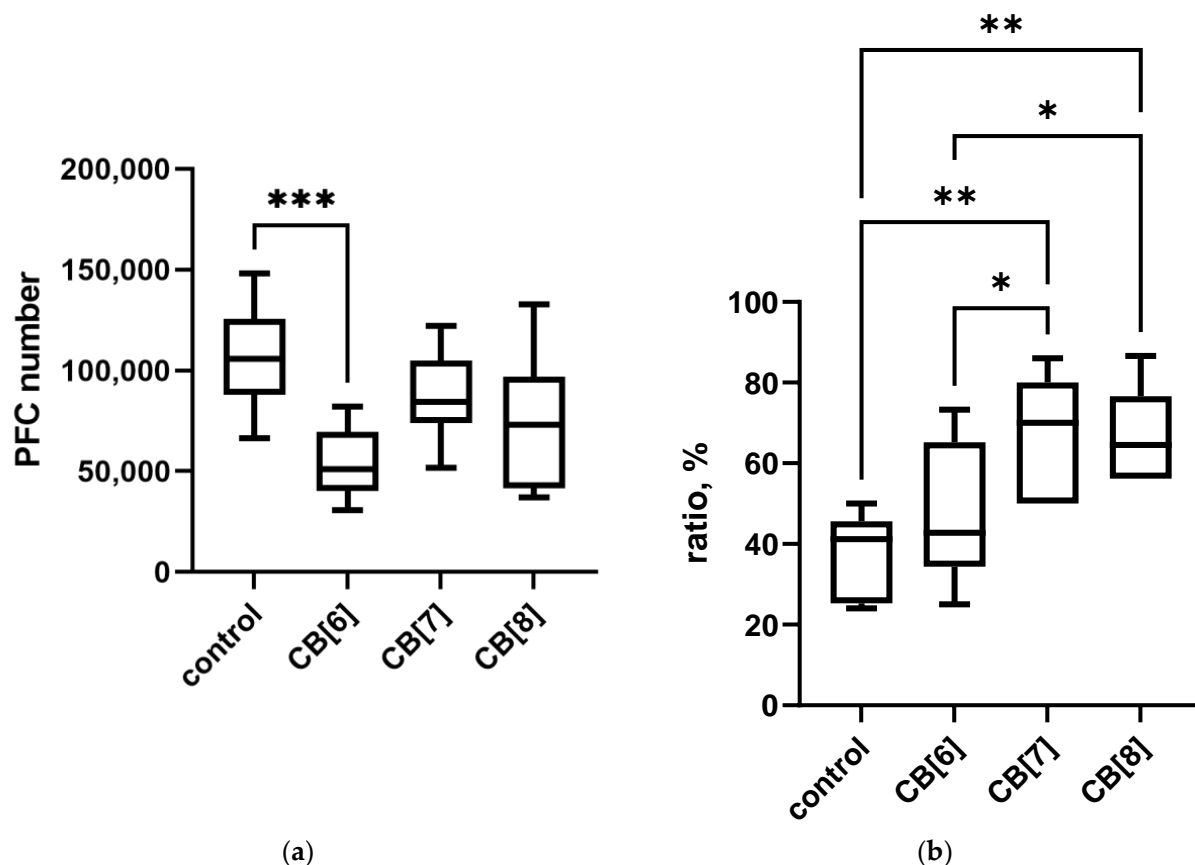 PFC number
200,000
150,000
100,000
50,000
0
***
control
CB[6]
CB[7]
CB[8]
(a)
ratio, %
100
80
60
40
20
0
**
*
**
*
control
CB[6]
CB[7]
CB[8]
(b)